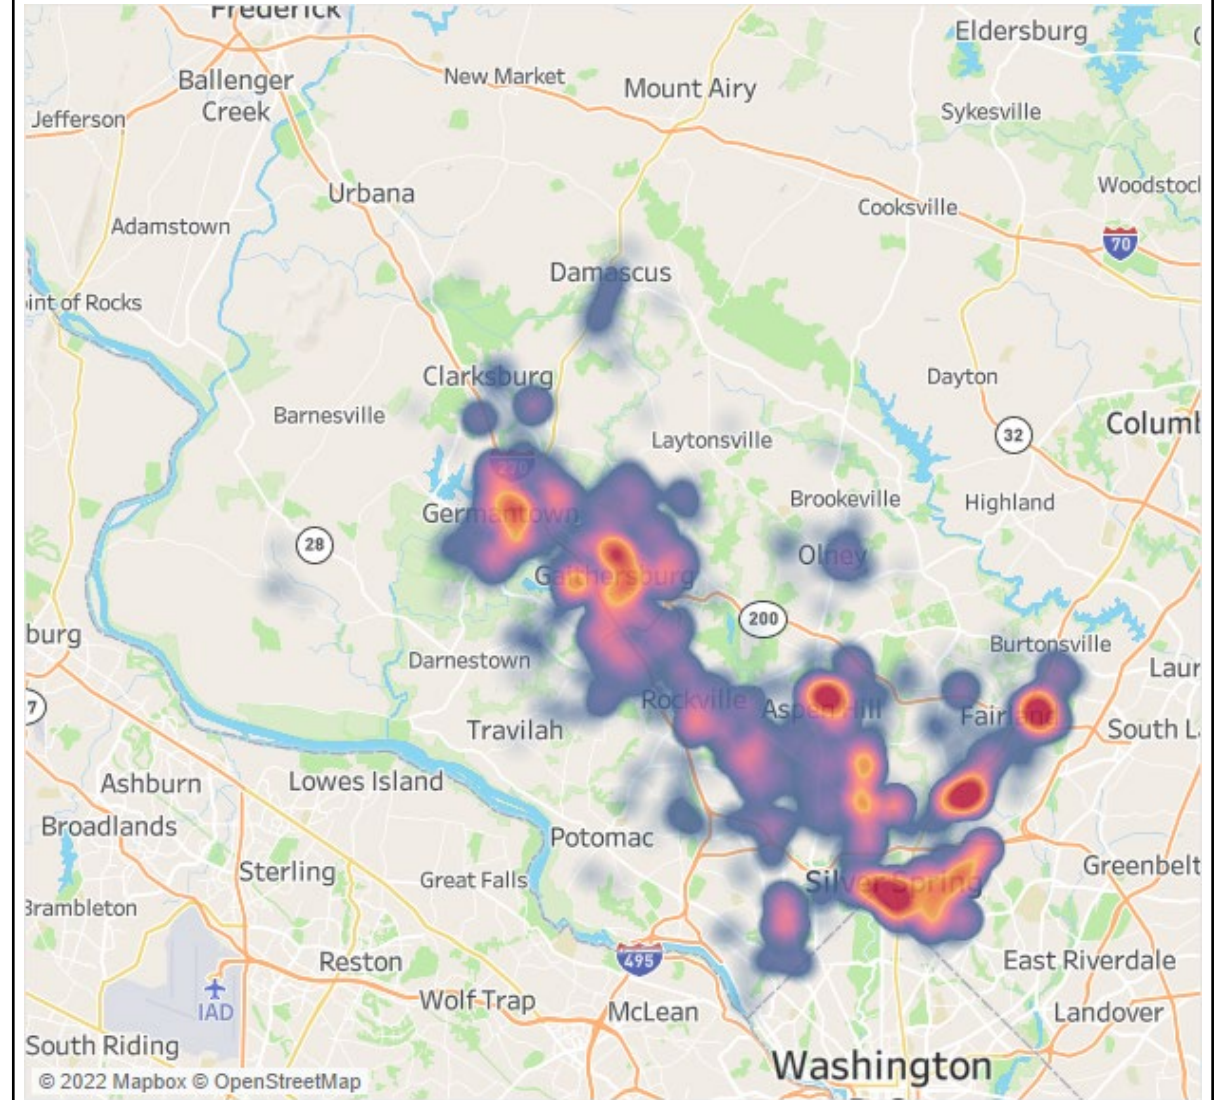 Frederick
Eldersburg
Ballenger
Creek
New Market
Mount Airy
Jefferson
Sykesville
Urbana
Woodstock
Cooksville
Adamstown
70
Damascus
int of Rocks
Clarksburg
Dayton
Barnesville
Columb
32
Laytonsville
270
Brookeville
Highland
Germantown
28
Olney
Gaithersburg
200
burg
Burtonsville
Darnestown
Laur
Rockville
Aspen Hill
Fairland
7
Travilah
South L
Ashburn
Lowes Island
Broadlands
Potomac
Sterling
Great Falls
Silver Spring
Greenbelt
Brambleton
Reston
495
East Riverdale
IAD
Wolf Trap
McLean
Landover
South Riding
Washington
© 2022 Mapbox © OpenStreetMap